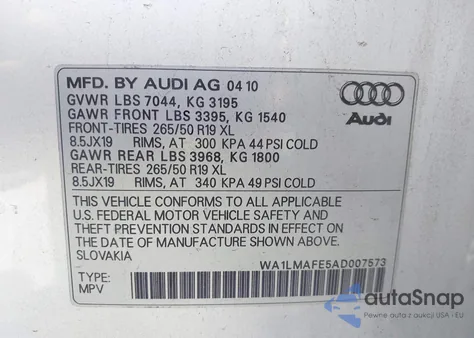 MFD. BY AUDI AG 04 10
GVWR LBS 7044, KG 3195
GAWR FRONT LBS 3395, KG 1540
FRONT-TIRES 265/50 R19 XL
8.5JX19 RIMS, AT 300 KPA 44 PSI COLD
GAWR REAR LBS 3968, KG 1800
REAR-TIRES 265/50 R19 XL
8.5JX19 RIMS, AT 340 KPA 49 PSI COLD
THIS VEHICLE CONFORMS TO ALL APPLICABLE
U.S. FEDERAL MOTOR VEHICLE SAFETY AND
THEFT PREVENTION STANDARDS IN EFFECT ON
THE DATE OF MANUFACTURE SHOWN ABOVE.
SLOVAKIA
WA1LMAFE5AD007573
TYPE:
MPV
Audi
autoSnap
Pewne auta z USA i EU